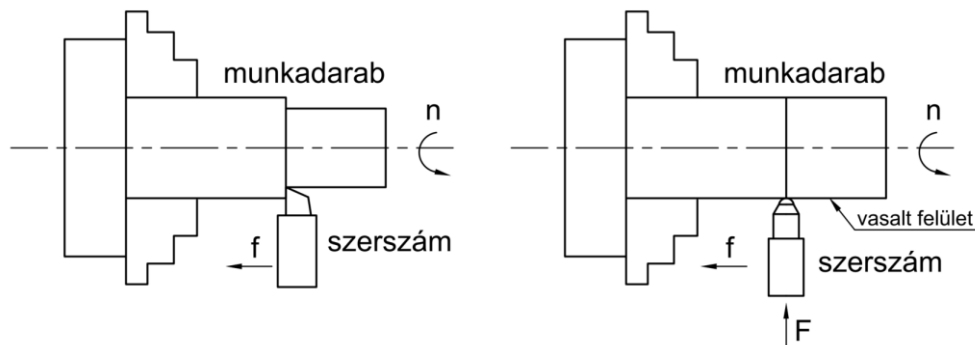 munkadarab
n
f
szerszám
munkadarab
n
vasalt felület
f
szerszám
F